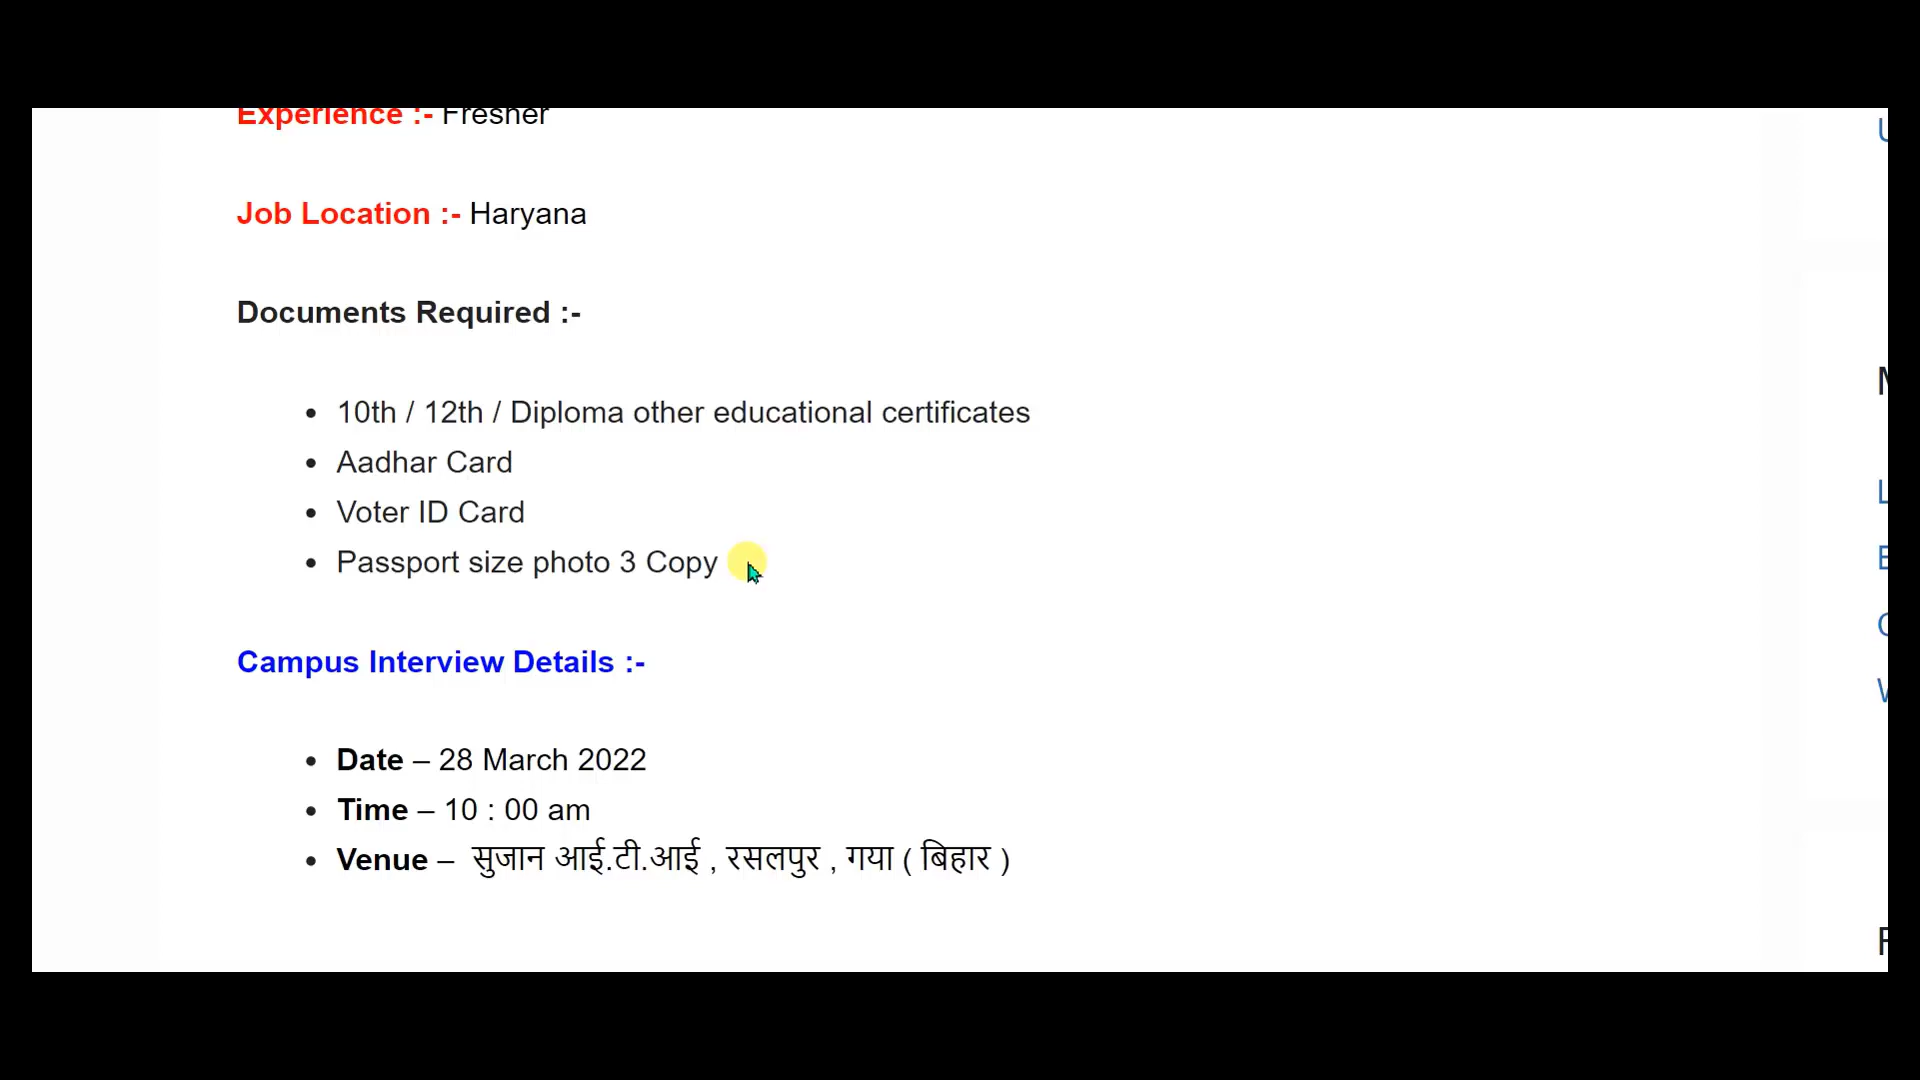 Experience :- Fresher
Job Location :- Haryana
Documents Required :-
10th / 12th / Diploma other educational certificates
Aadhar Card
Voter ID Card
Passport size photo 3 Copy
Campus Interview Details :-
Date – 28 March 2022
Time – 10 : 00 am
Venue – सुजान आई.टी.आई , रसलपुर , गया ( बिहार )